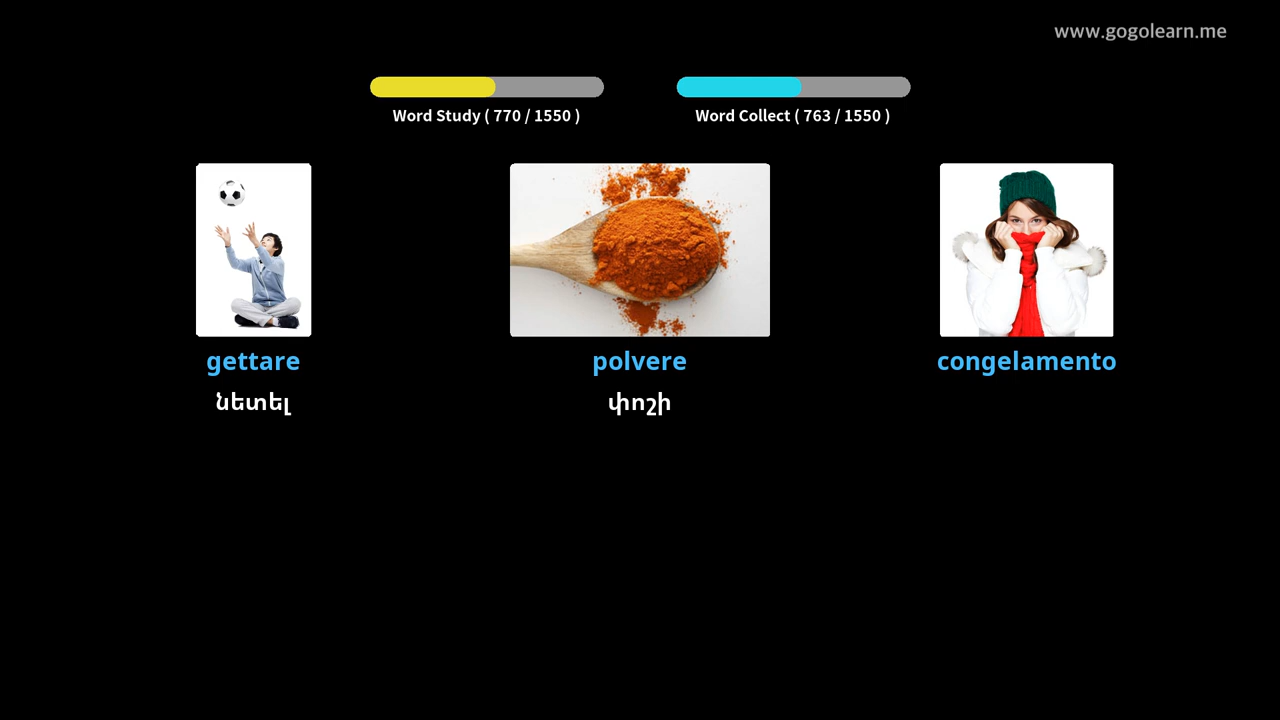 www.gogolearn.me
Word Study ( 770 / 1550 )
Word Collect ( 763 / 1550 )
gettare
polvere
congelamento
նետել
փոշի